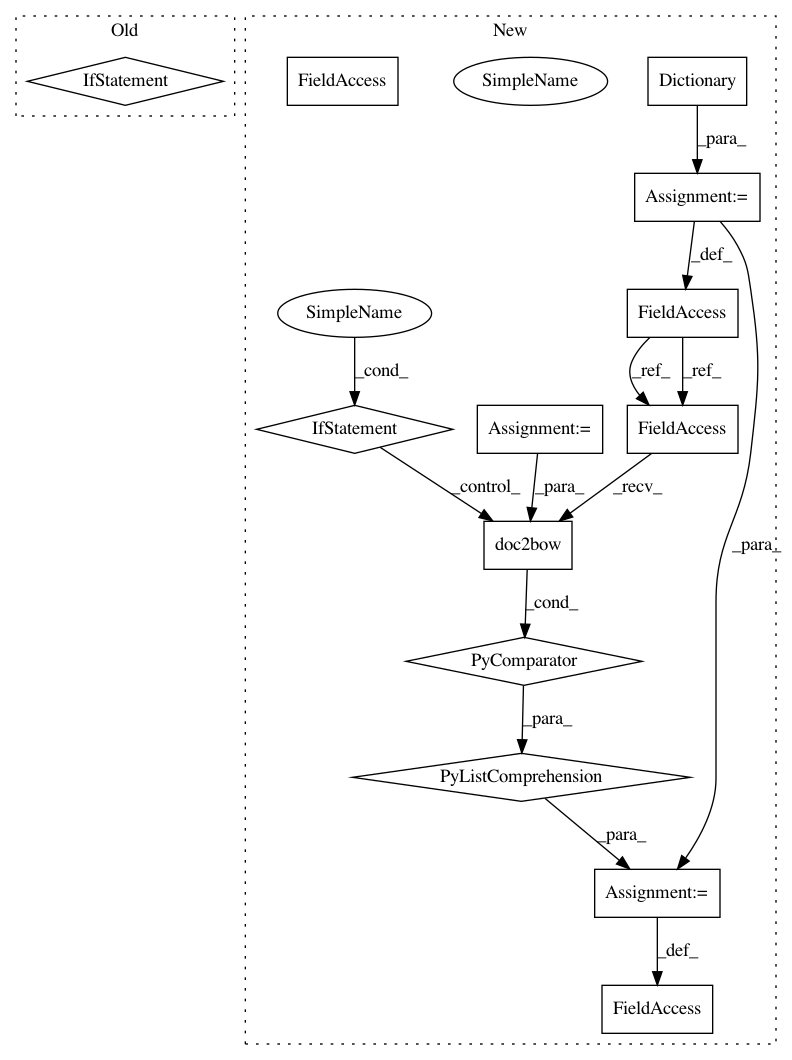 Old
New
IfStatement
FieldAccess
SimpleName
Dictionary
_para_
Assignment:=
_def_
SimpleName
FieldAccess
_cond_
_ref_
_ref_
IfStatement
Assignment:=
FieldAccess
_control_
_para_
_recv_
doc2bow
_para_
_cond_
PyComparator
_para_
PyListComprehension
_para_
Assignment:=
_def_
FieldAccess